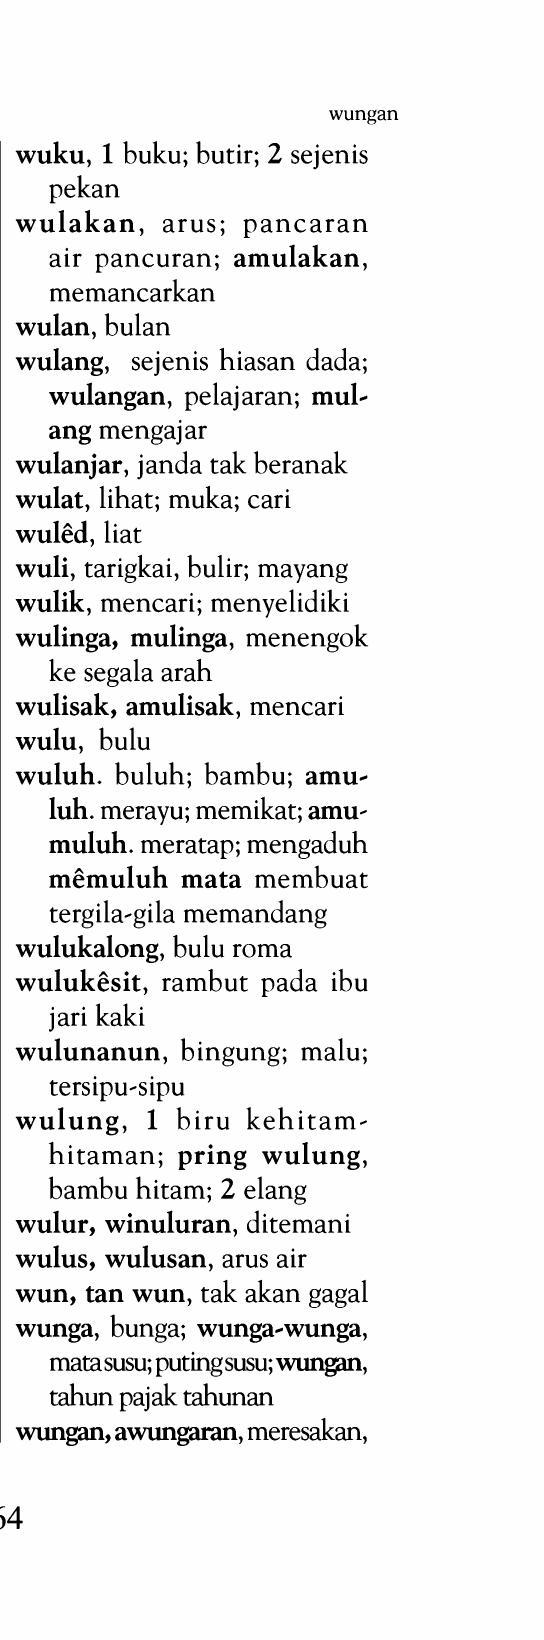 wungan
wuku, 1 buku; butir; 2 sejenis
pekan
wulakan, arus; pancaran
air pancuran; amulakan,
memancarkan
wulan, bulan
wulang, sejenis hiasan dada;
wulangan, pelajaran; mul-
ang mengajar
wulanjar, janda tak beranak
wulat, lihat; muka; cari
wulêd, liat
wuli, tarigkai, bulir; mayang
wulik, mencari; menyelidiki
wulinga, mulinga, menengok
ke segala arah
wulisak, amulisak, mencari
wulu, bulu
wuluh. buluh; bambu; amu-
luh. merayu; memikat; amu-
muluh. meratap; mengaduh
mêmuluh mata membuat
tergila-gila memandang
wulukalong, bulu roma
wulukêsit, rambut pada ibu
jari kaki
wulunanun, bingung; malu;
tersipu-sipu
wulung, 1 biru kehitam-
hitaman; pring wulung,
bambu hitam; 2 elang
wulur, winuluran, ditemani
wulus, wulusan, arus air
wun, tan wun, tak akan gagal
wunga, bunga; wunga-wunga,
mata susu; puting susu; wungan,
tahun pajak tahunan
wungan, awungaran, meresakan,
64